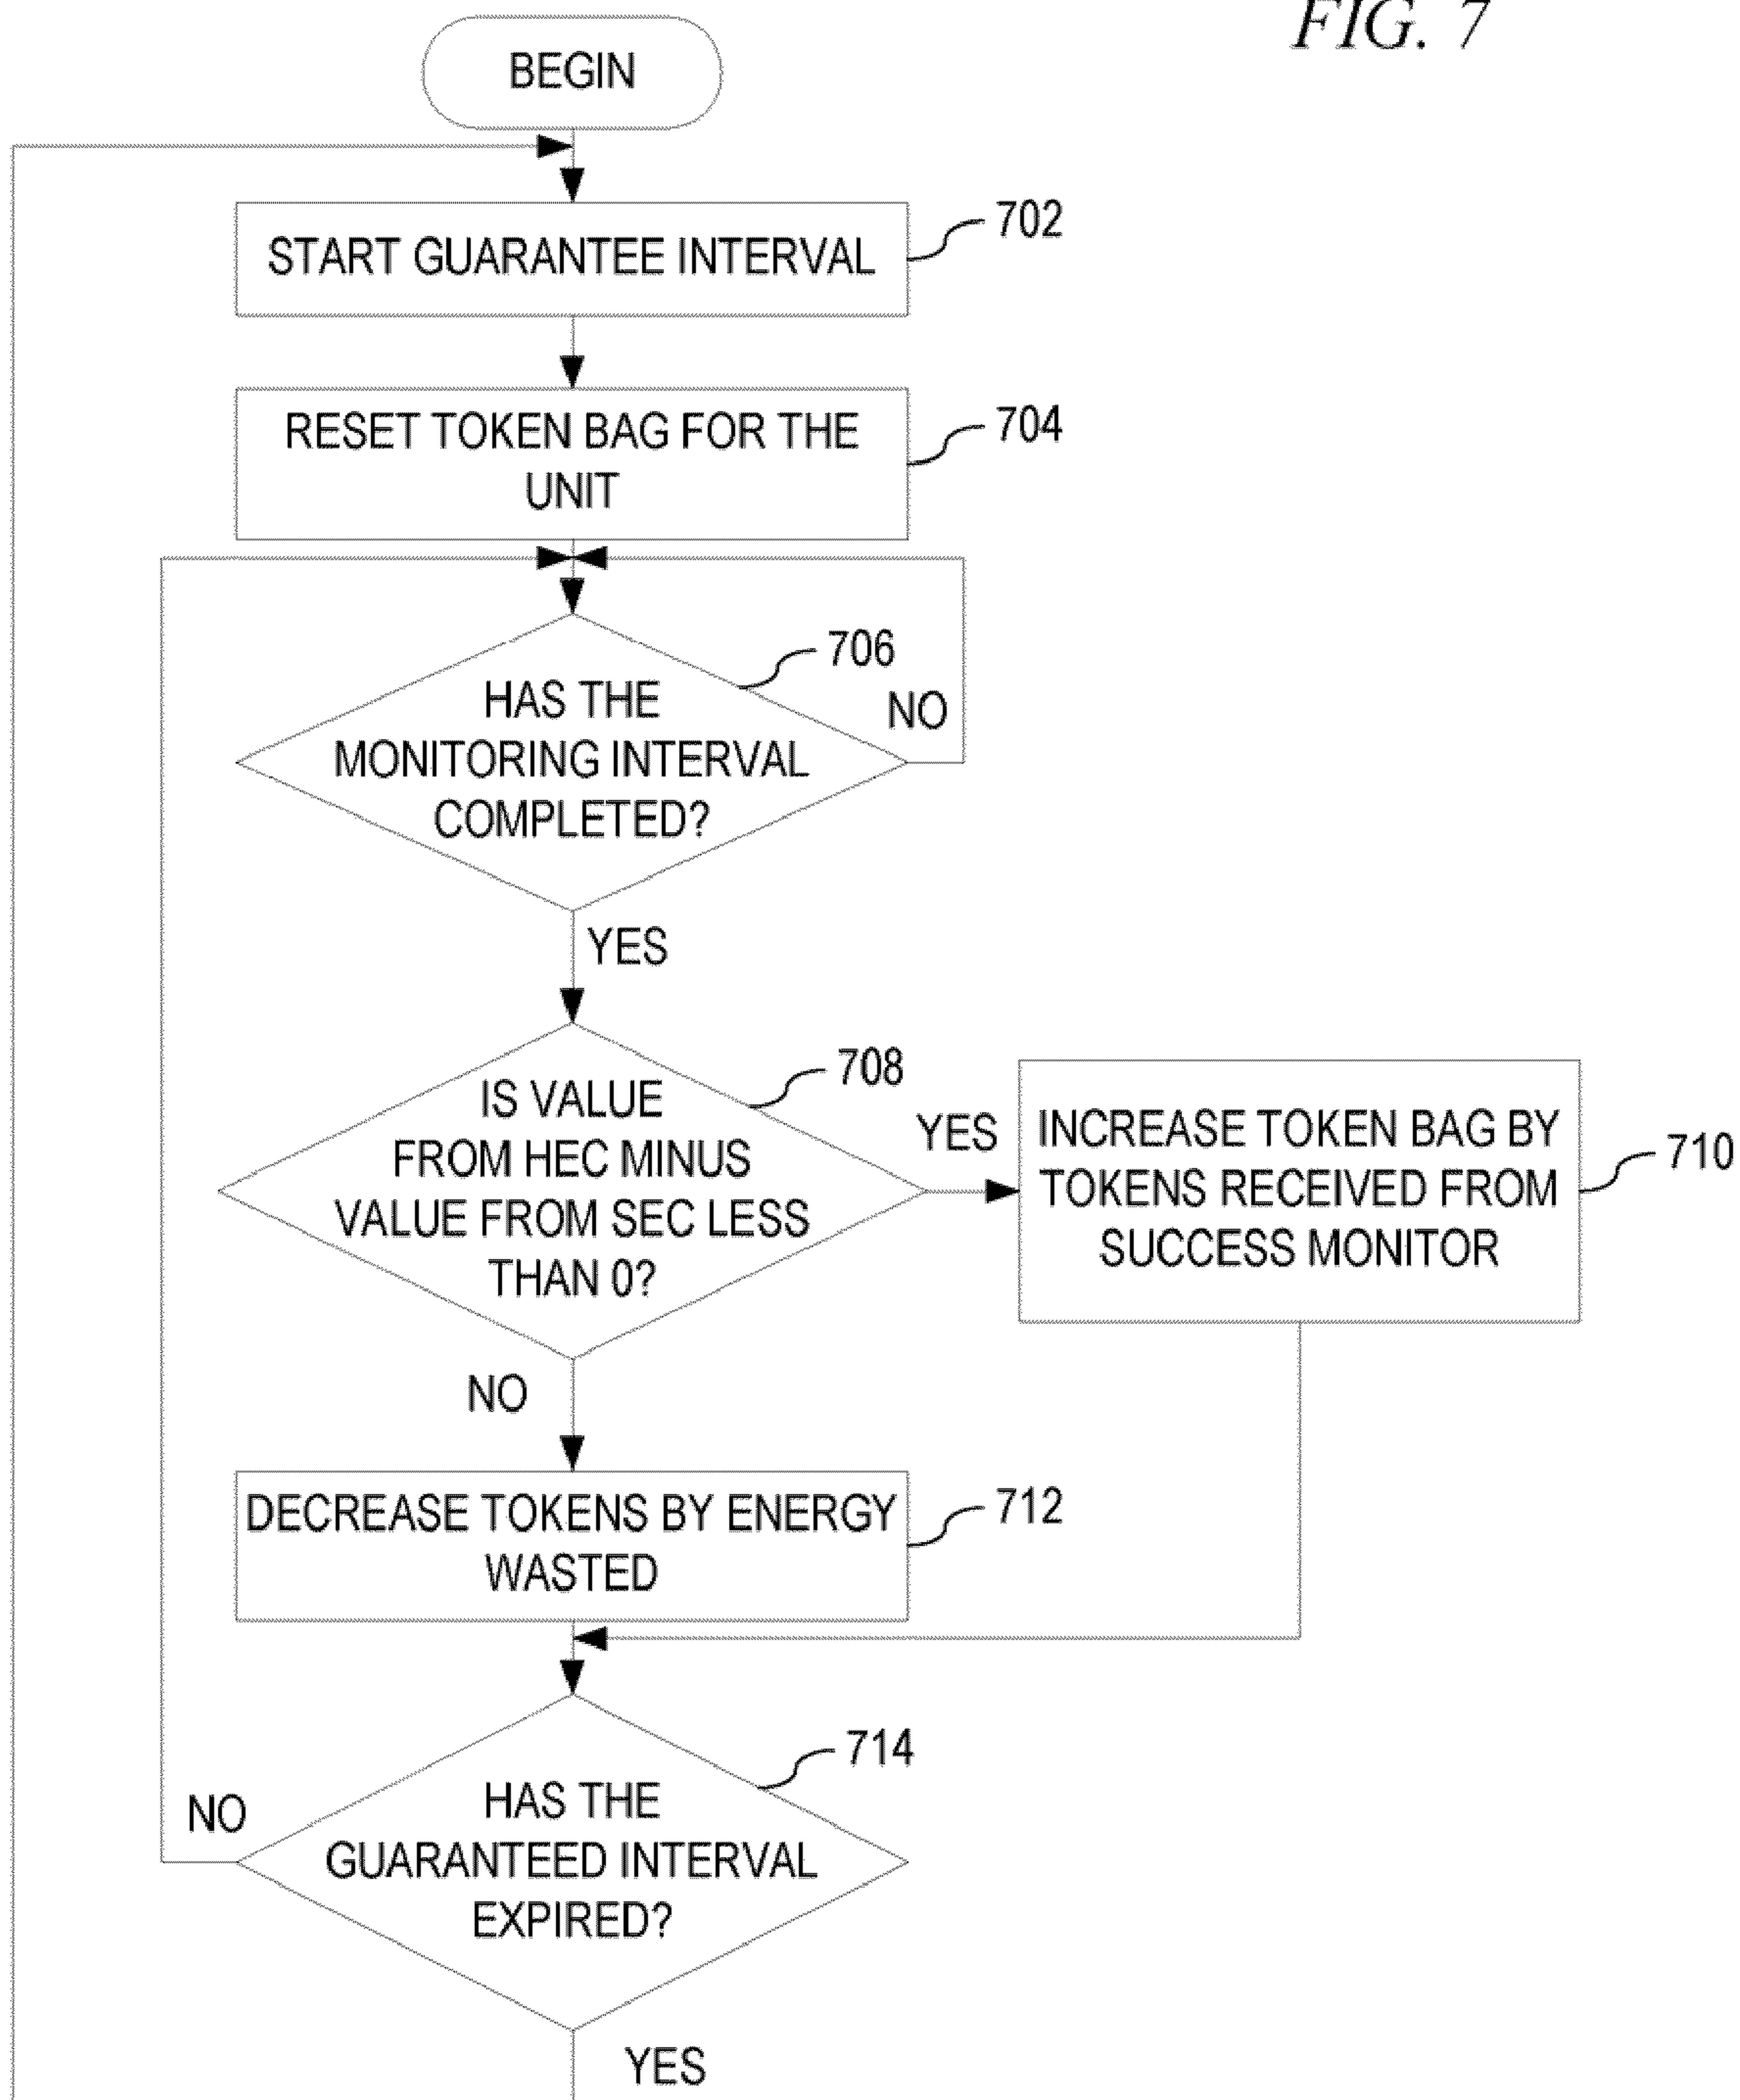 FIG. 7
BEGIN
START GUARANTEE INTERVAL
702
RESET TOKEN BAG FOR THE
UNIT
704
706
HAS THE
MONITORING INTERVAL
COMPLETED?
NO
YES
708
IS VALUE
FROM HEC MINUS
VALUE FROM SEC LESS
THAN 0?
YES
INCREASE TOKEN BAG BY
TOKENS RECEIVED FROM
SUCCESS MONITOR
710
NO
DECREASE TOKENS BY ENERGY
WASTED
712
714
HAS THE
GUARANTEED INTERVAL
EXPIRED?
NO
YES